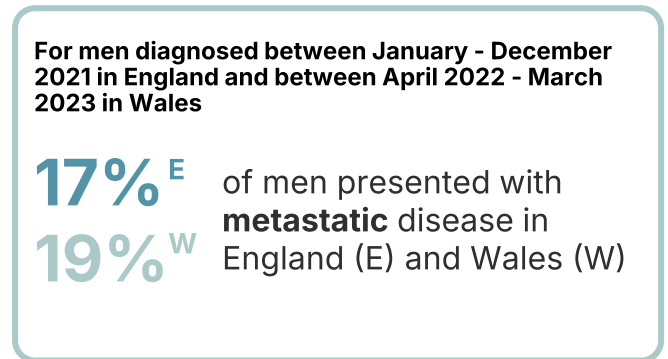 For men diagnosed between January - December
2021 in England and between April 2022 - March
2023 in Wales
17% E
19% W
of men presented with
metastatic disease in
England (E) and Wales (W)